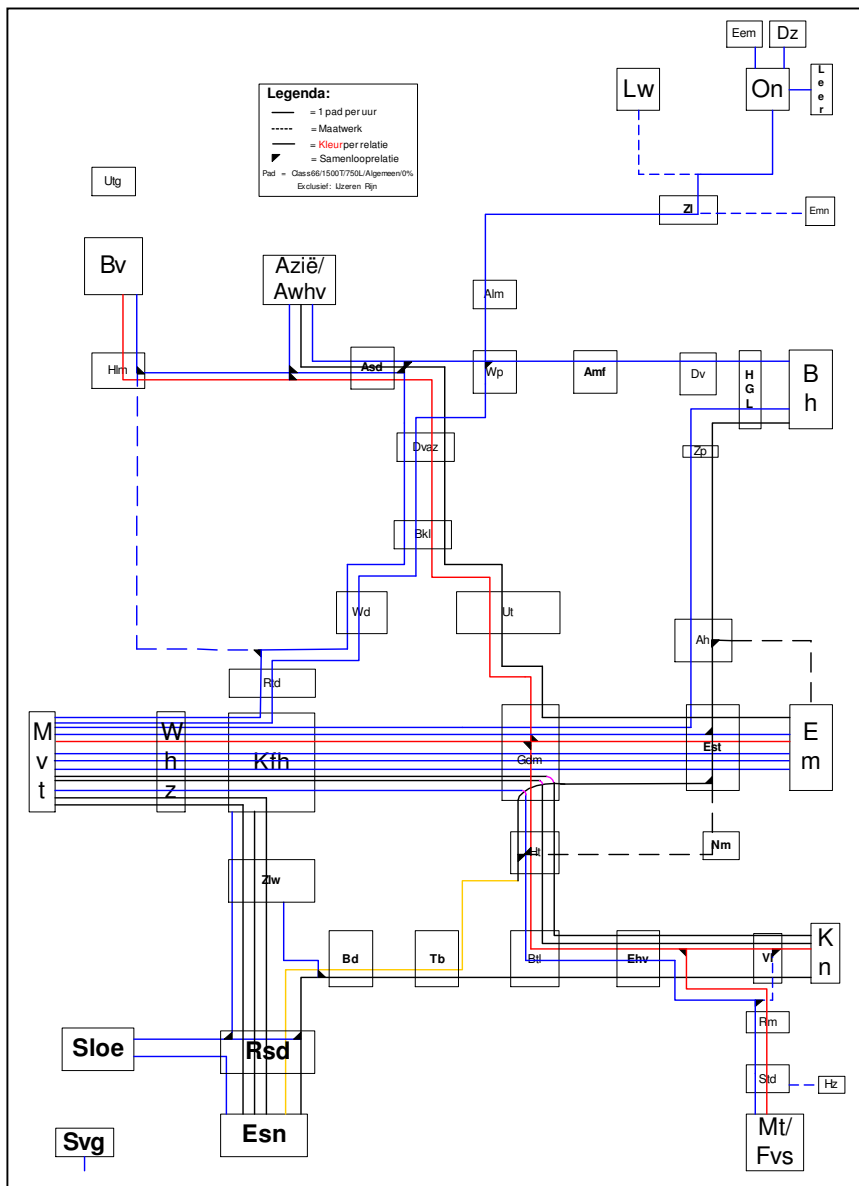 Eem
Dz
Lw
On
L
e
e
r
Legenda:
= 1 pad per uur
= Maatwerk
= Kleur per relatie
= Samenlooprelatie
Pad = Class66/1500T/750L/Algemeen/0%
Exclusief: IJzeren Rijn
Utg
Zl
Emn
Bv
Azië/
Awhv
Alm
Hlm
Asd
Wp
Amf
Dv
H
G
L
B
h
Dvaz
Zp
Bkl
Wd
Ut
Ah
Rtd
M
v
t
W
h
z
Kfh
Gdm
Est
E
m
Ht
Nm
Zlw
Bd
Tb
Btl
Ehv
Vl
K
n
Rm
Sloe
Rsd
Std
Hz
Esn
Mt/
Fvs
Svg